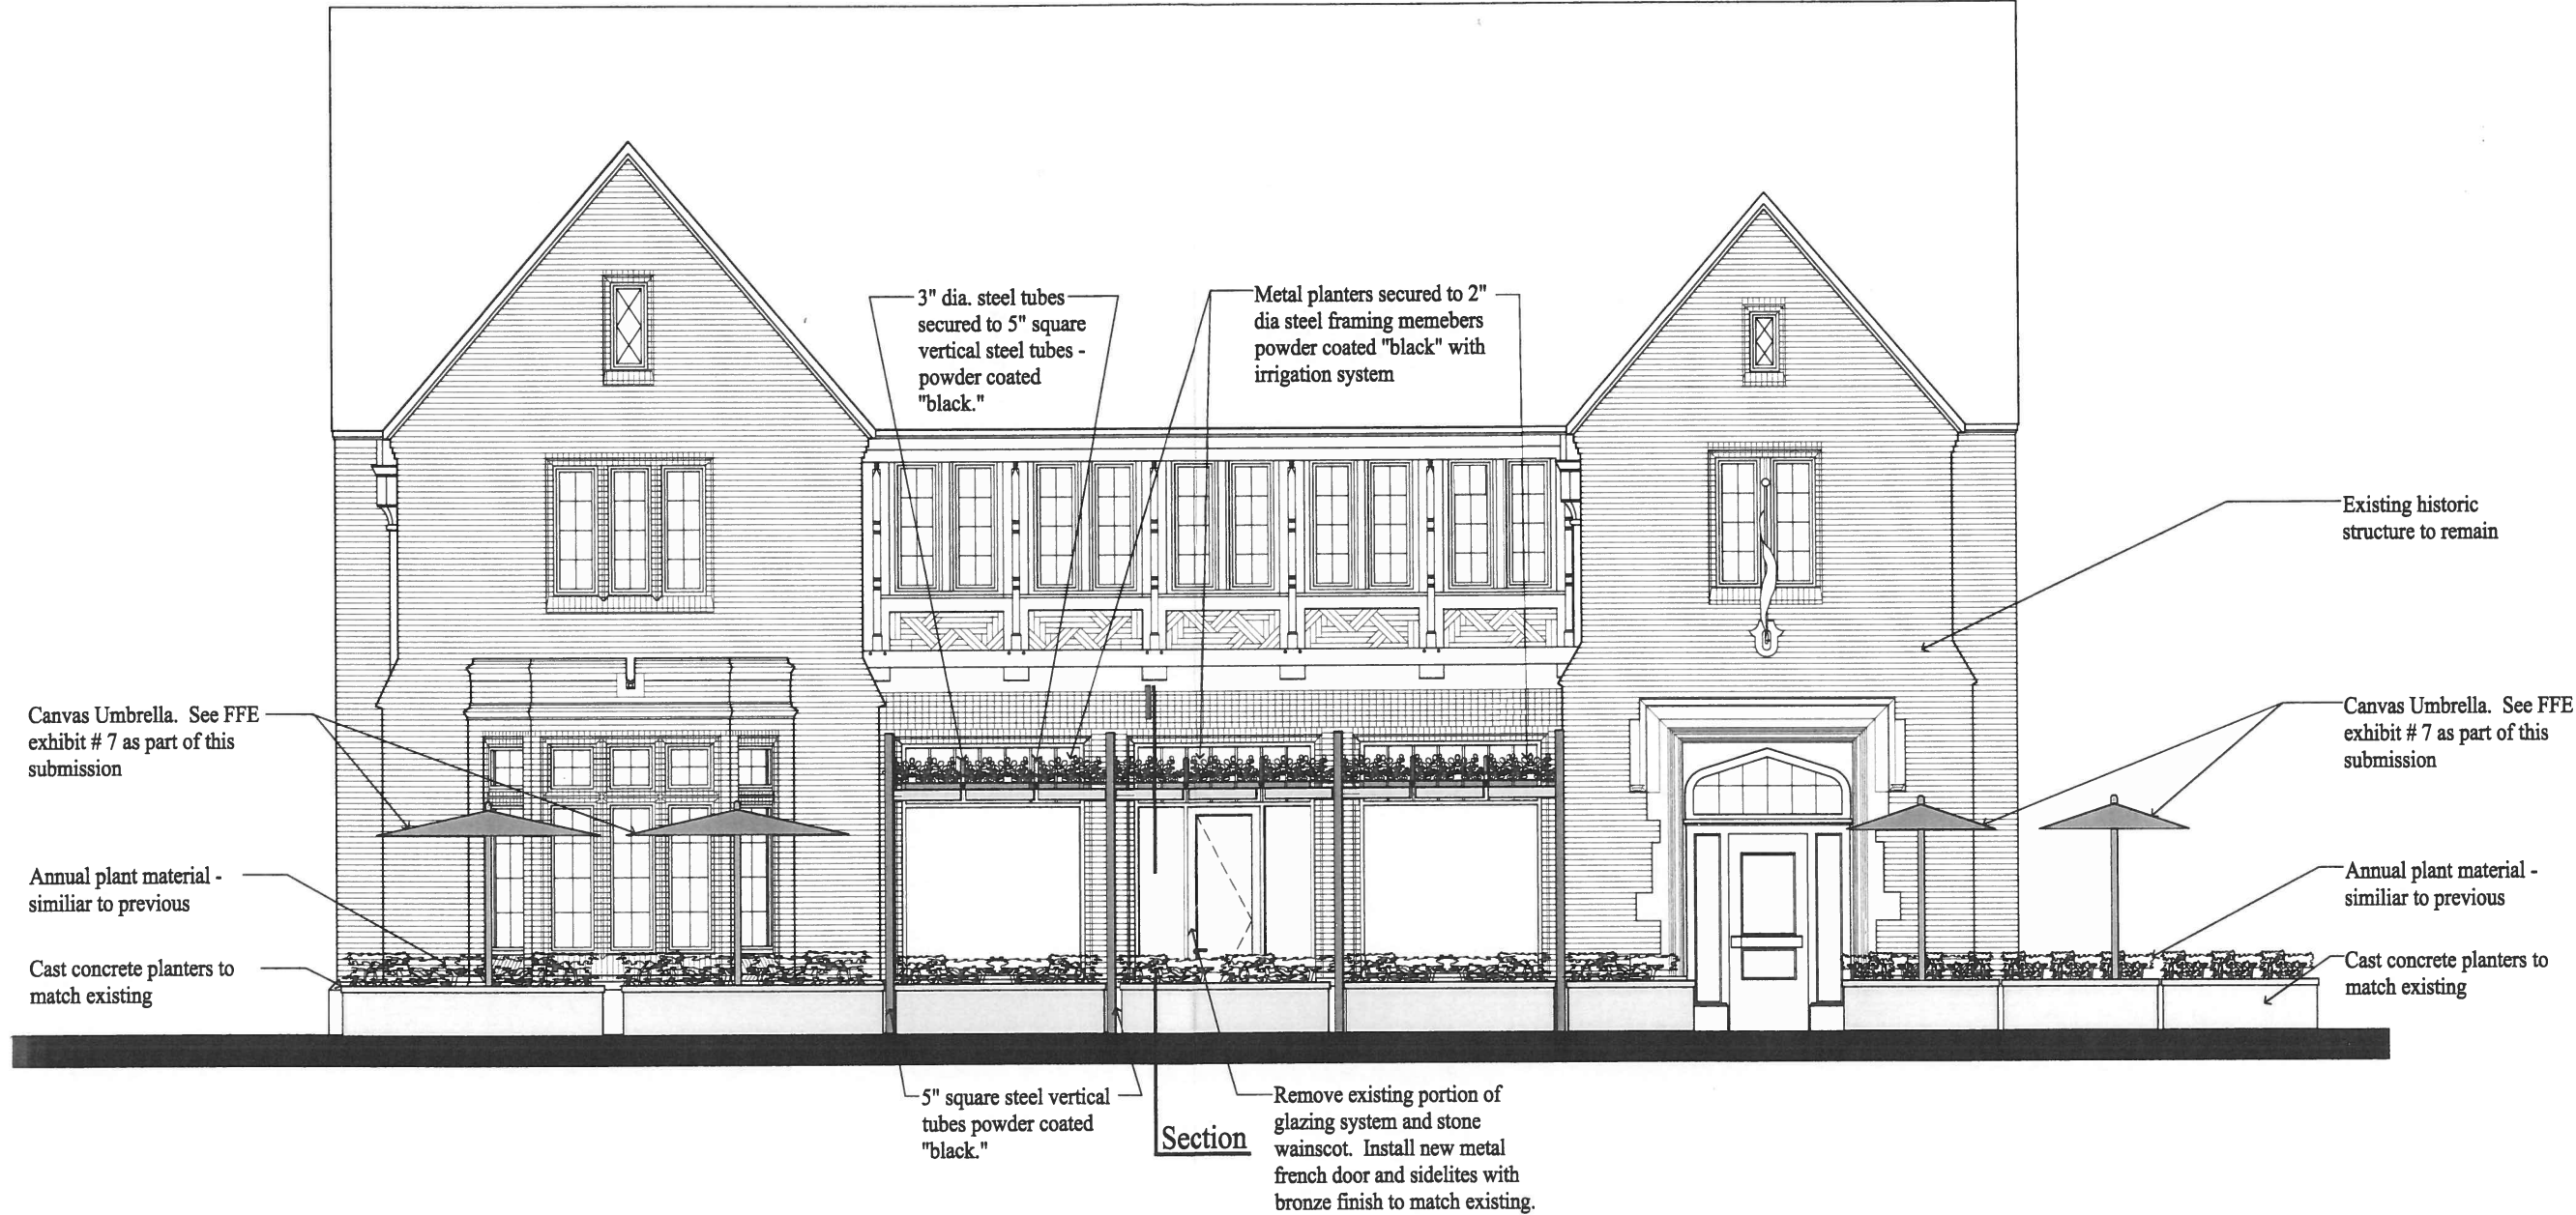 3" dia. steel tubes
secured to 5" square
vertical steel tubes -
powder coated
"black."
Metal planters secured to 2"
dia steel framing memebers
powder coated "black" with
irrigation system
Existing historic
structure to remain
Canvas Umbrella. See FFE
exhibit # 7 as part of this
submission
Canvas Umbrella. See FFE
exhibit # 7 as part of this
submission
Annual plant material -
similiar to previous
Annual plant material -
similiar to previous
Cast concrete planters to
match existing
Cast concrete planters to
match existing
5" square steel vertical
tubes powder coated
"black."
Section
Remove existing portion of
glazing system and stone
wainscot. Install new metal
french door and sidelites with
bronze finish to match existing.